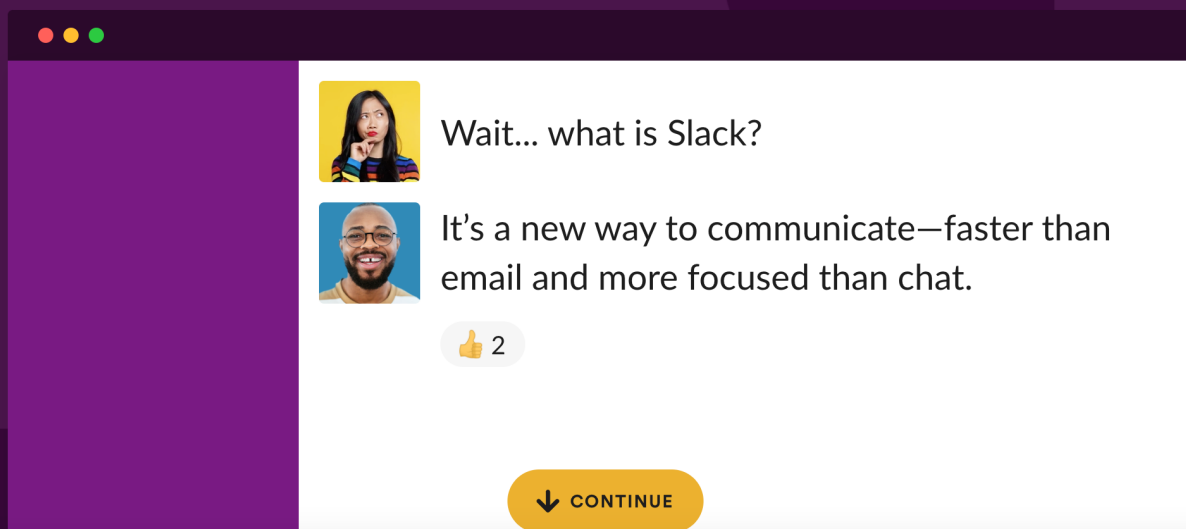 Wait... what is Slack?
It’s a new way to communicate—faster than
email and more focused than chat.
👍 2
CONTINUE